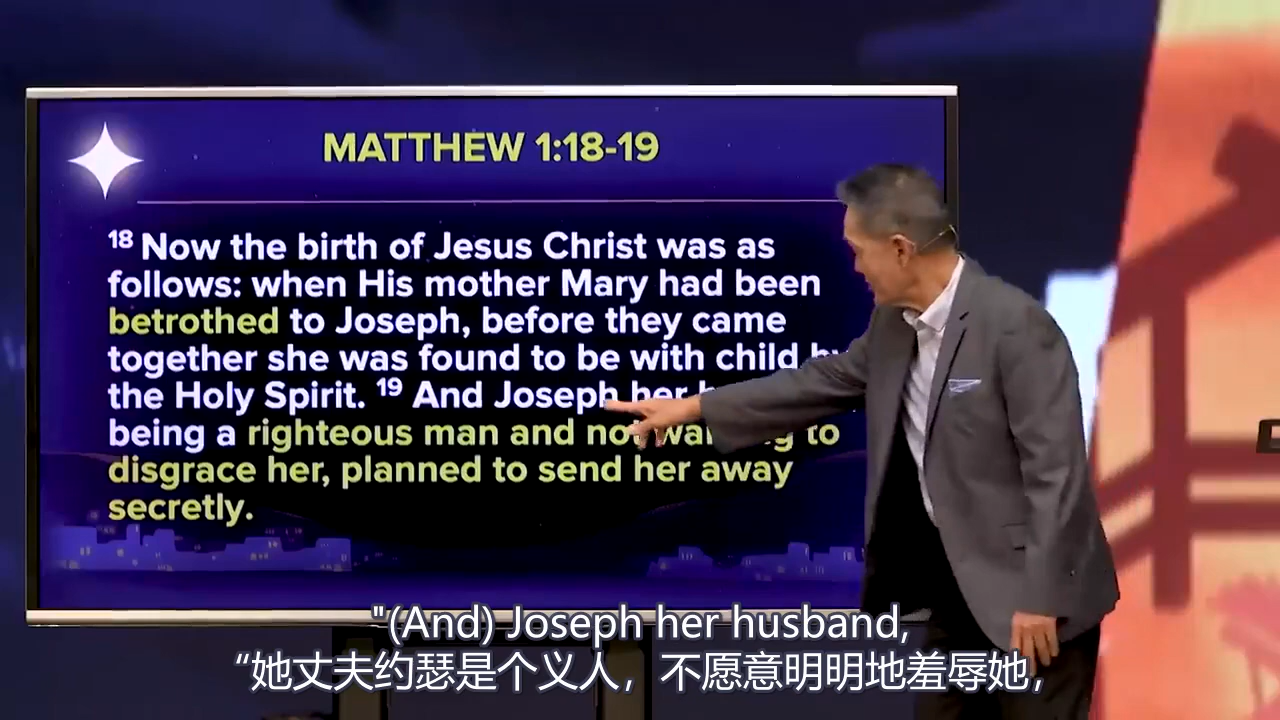 MATTHEW 1:18-19
18 Now the birth of Jesus Christ was as
follows: when His mother Mary had been
betrothed to Joseph, before they came
together she was found to be with child by
the Holy Spirit. 19 And Joseph her
being a righteous man and not to
disgrace her, planned to send her away
secretly.
"(And) Joseph her husband,
“她丈夫约瑟是个义人，不愿意明明地羞辱她，